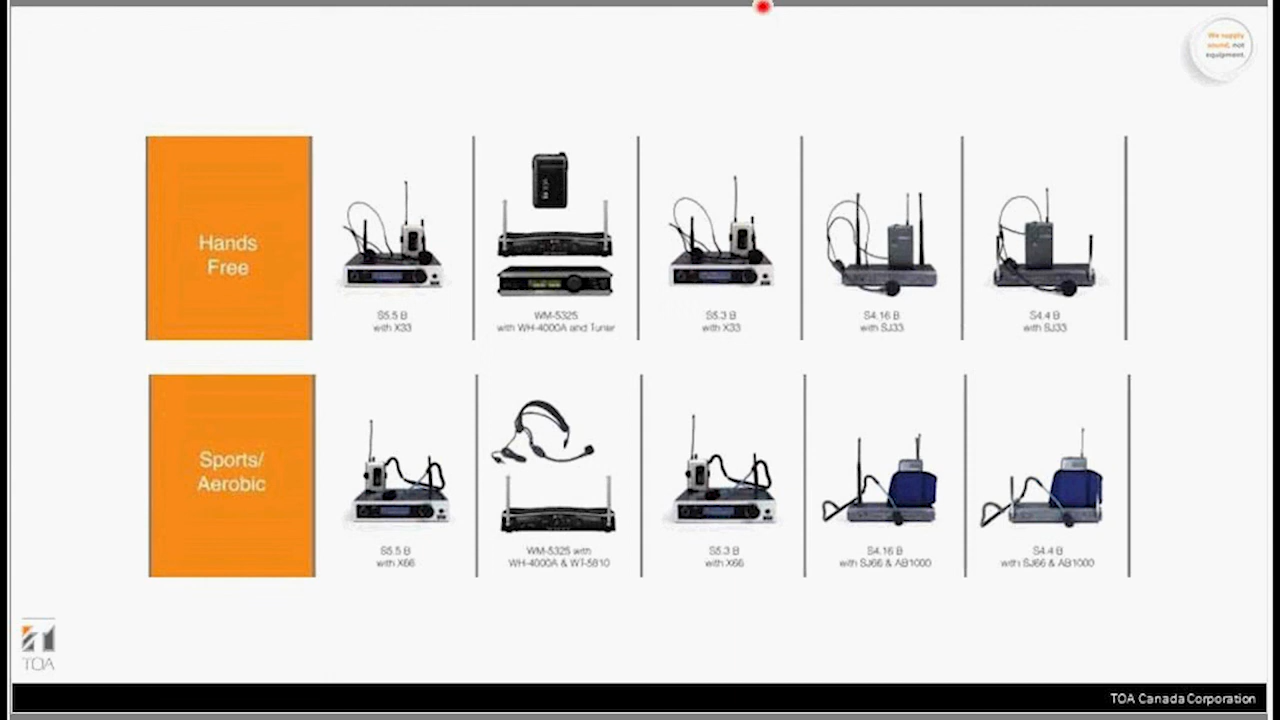 We supply
sound, not
equipment.
Hands
Free
S5.5 B
with X33
WM-5325
with WH-4000A and Tuner
S5.3 B
with X33
S4.16 B
with SJ33
S4.4 B
with SJ33
Sports/
Aerobic
S5.5 B
with X66
WM-5325 with
WH-4000A & WT-5810
S5.3 B
with X66
S4.16 B
with SJ66 & AB1000
S4.4 B
with SJ66 & AB1000
TOA
TOA Canada Corporation